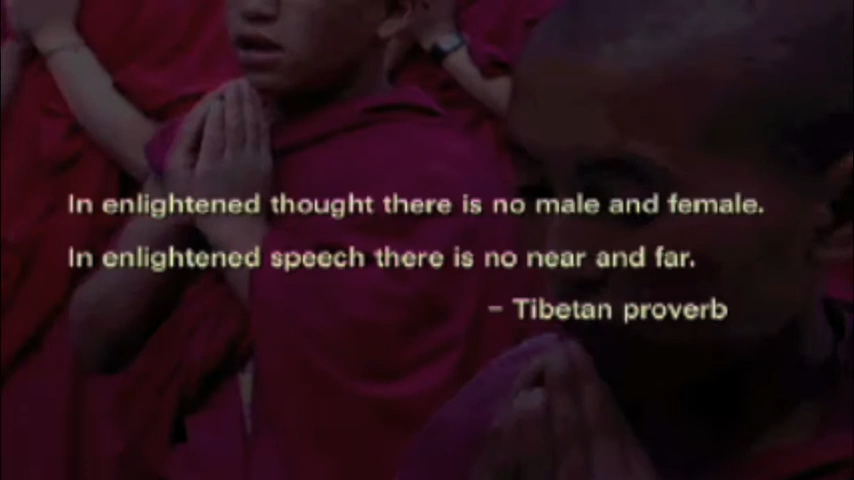 In enlightened thought there is no male and female.
In enlightened speech there is no near and far.
– Tibetan proverb